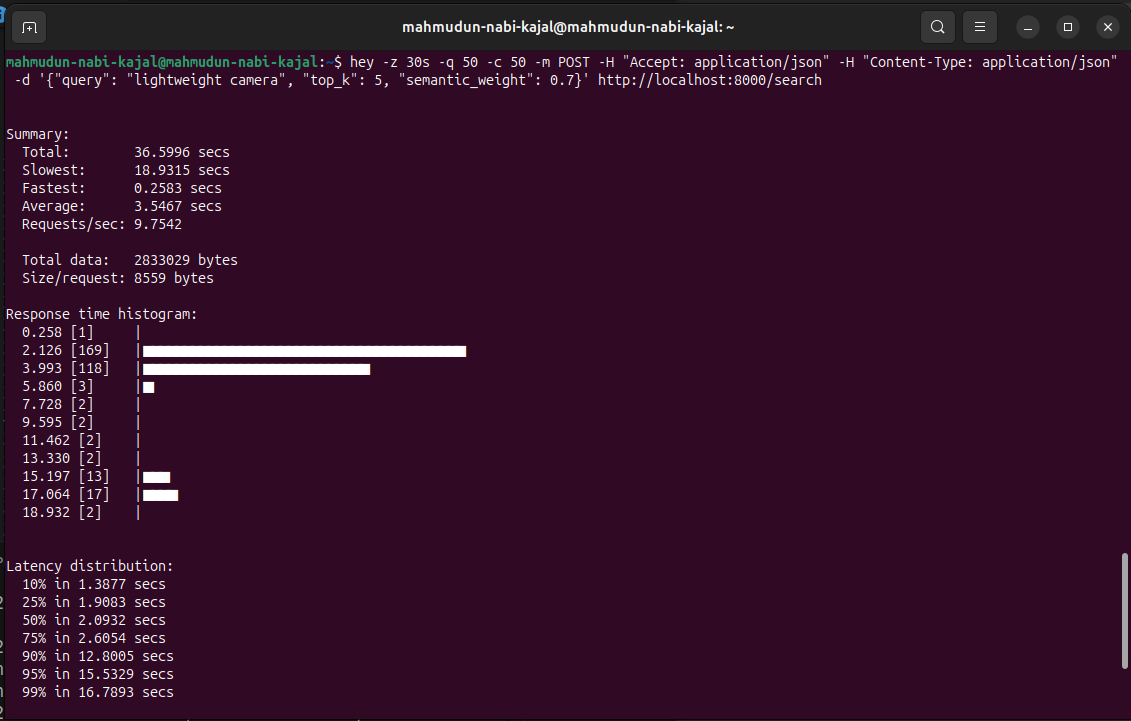 mahmudun-nabi-kajal@mahmudun-nabi-kajal: ~
mahmudun-nabi-kajal@mahmudun-nabi-kajal:~$ hey -z 30s -q 50 -c 50 -m POST -H "Accept: application/json" -H "Content-Type: application/json"
-d '{"query": "lightweight camera", "top_k": 5, "semantic_weight": 0.7}' http://localhost:8000/search
Summary:
Total: 36.5996 secs
Slowest: 18.9315 secs
Fastest: 0.2583 secs
Average: 3.5467 secs
Requests/sec: 9.7542
Total data: 2833029 bytes
Size/request: 8559 bytes
Response time histogram:
0.258 [1] |
2.126 [169] |■■■■■■■■■■■■■■■■■■■■■■■■■■■■■■■■■■■■■■■■
3.993 [118] |■■■■■■■■■■■■■■■■■■■■■■■■■■■■
5.860 [3] |■
7.728 [2] |
9.595 [2] |
11.462 [2] |
13.330 [2] |
15.197 [13] |■■■
17.064 [17] |■■■■
18.932 [2] |
Latency distribution:
10% in 1.3877 secs
25% in 1.9083 secs
50% in 2.0932 secs
75% in 2.6054 secs
90% in 12.8005 secs
95% in 15.5329 secs
99% in 16.7893 secs